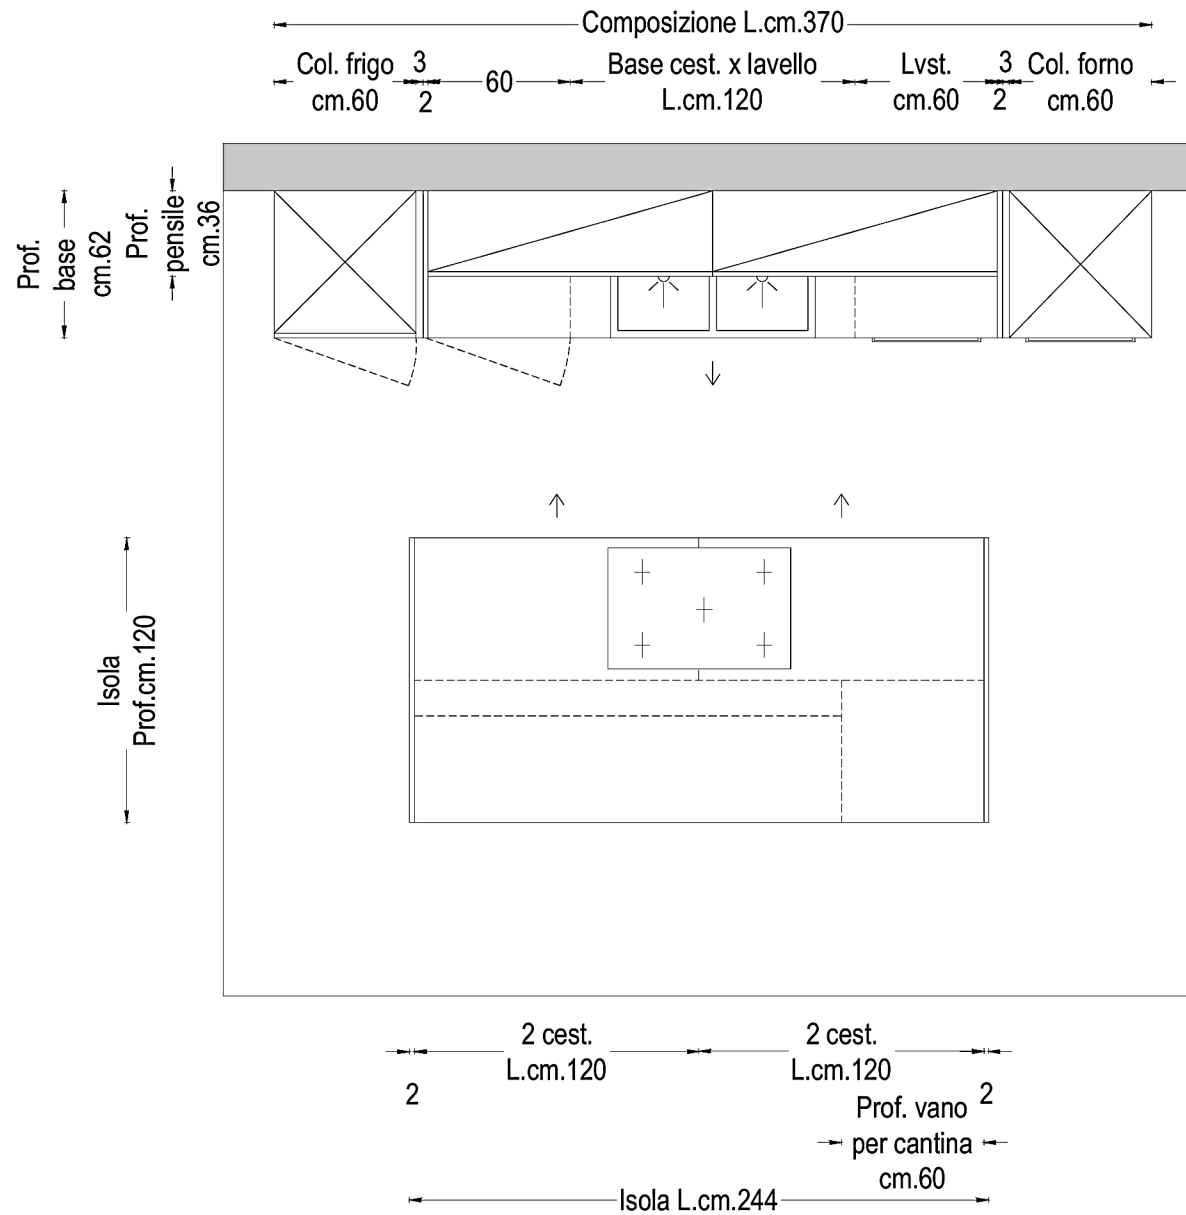 Composizione L.cm.370
Col. frigo
cm.60
3
2
60
Base cest. x lavello
L.cm.120
Lvst.
cm.60
3
2
Col. forno
cm.60
Prof.
base
cm.62
Prof.
pensile
cm.36
Isola
Prof.cm.120
2 cest.
L.cm.120
2 cest.
L.cm.120
2
2
Prof. vano
per cantina
cm.60
Isola L.cm.244